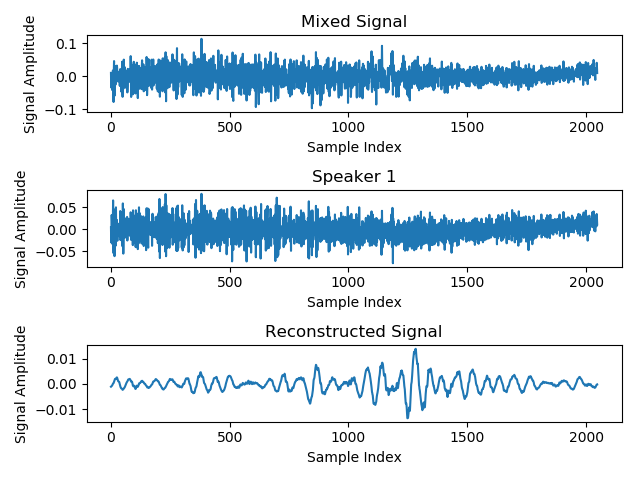 Mixed Signal
Signal Amplitude
0.1
0.0
−0.1
0 500 1000 1500 2000
Sample Index
Speaker 1
Signal Amplitude
0.05
0.00
−0.05
0 500 1000 1500 2000
Sample Index
Reconstructed Signal
Signal Amplitude
0.01
0.00
−0.01
0 500 1000 1500 2000
Sample Index